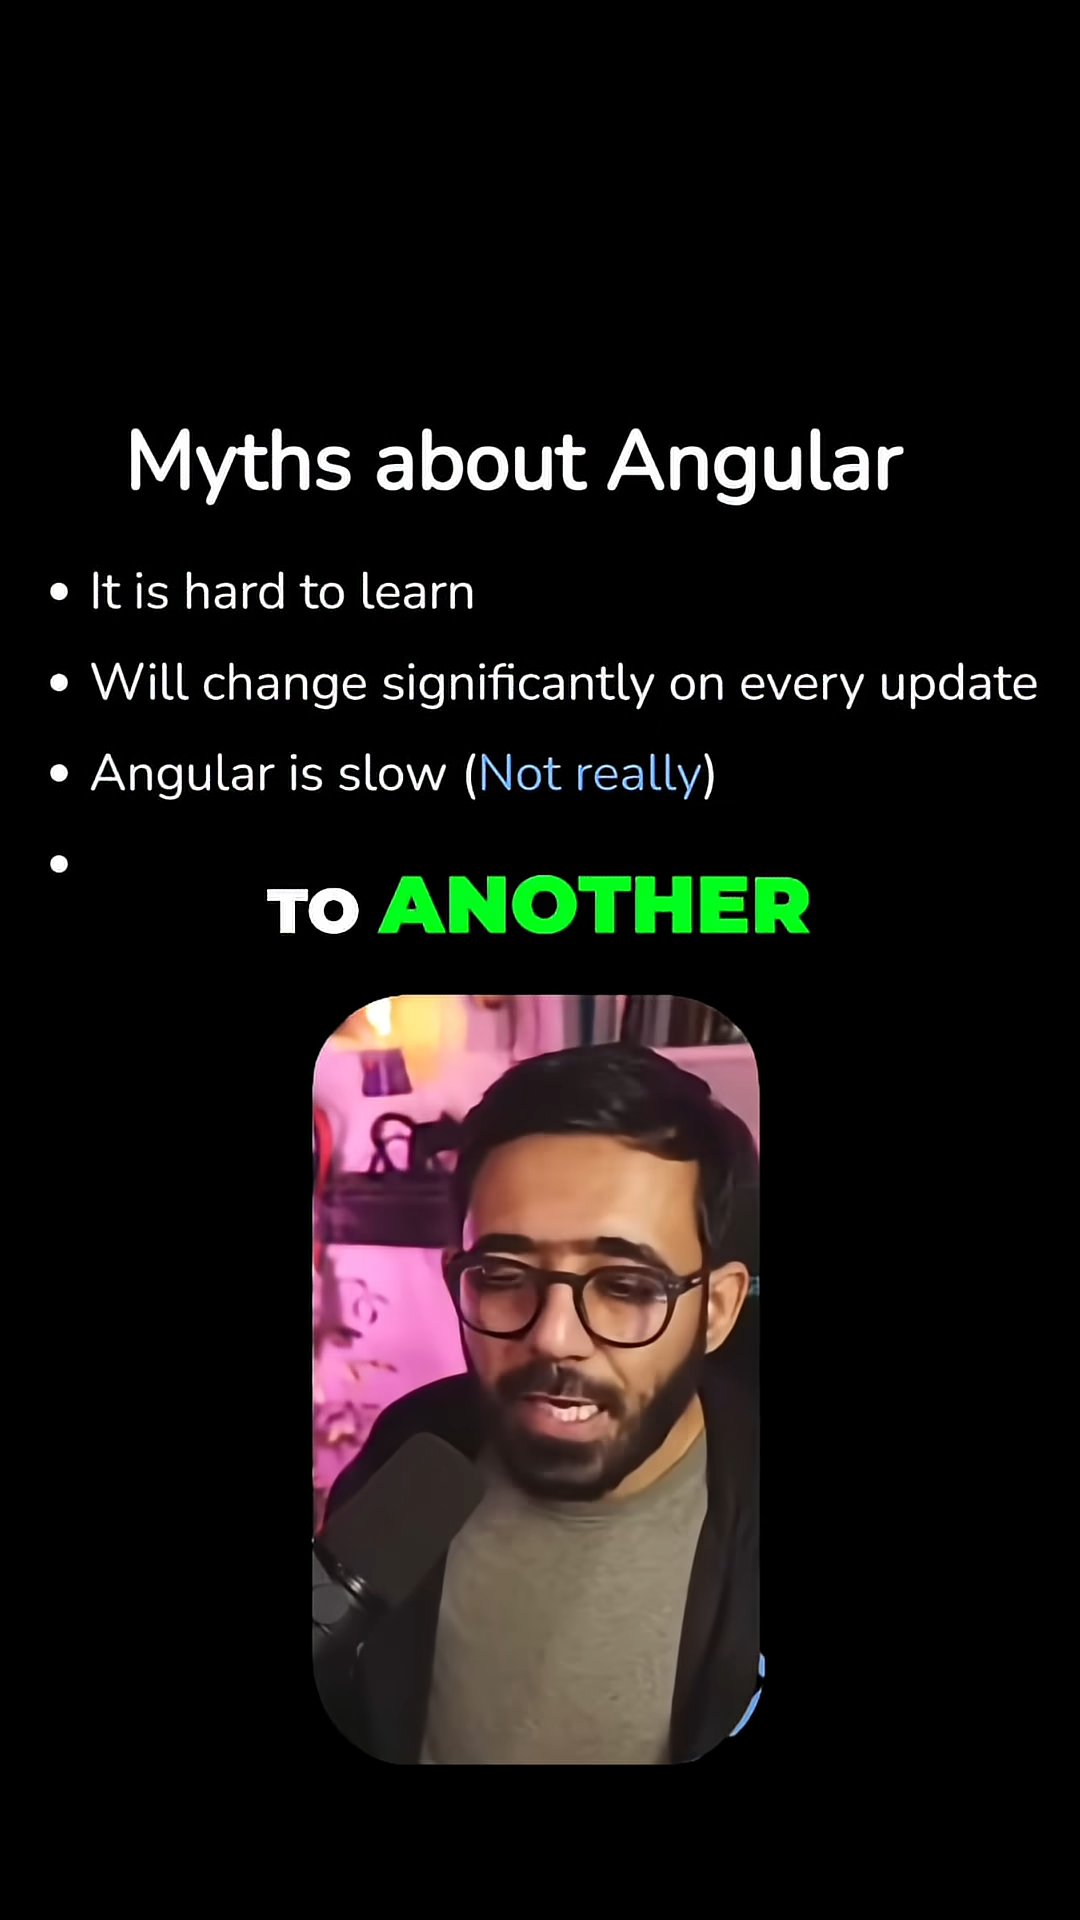 Myths about Angular
• It is hard to learn
• Will change significantly on every update
• Angular is slow (Not really)
•
TO ANOTHER